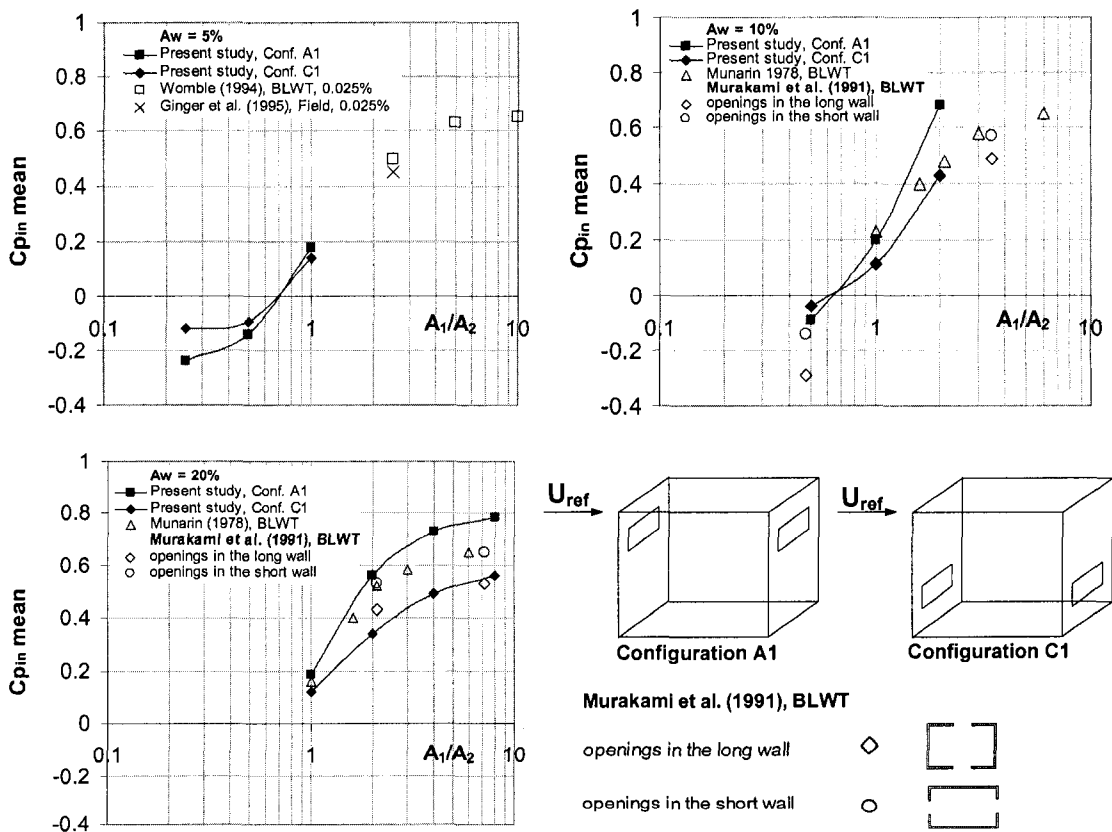 Aw = 5%
Present study, Conf. A1
Present study, Conf. C1
Womble (1994), BLWT, 0.025%
Ginger et al. (1995), Field, 0.025%
Cpin mean
1
0.8
0.6
0.4
0.2
0
-0.2
-0.4
0.1
1
A1/A2
10
Aw = 10%
Present study, Conf. A1
Present study, Conf. C1
Munarin 1978, BLWT
Murakami et al. (1991), BLWT
openings in the long wall
openings in the short wall
Cpin mean
1
0.8
0.6
0.4
0.2
0
-0.2
-0.4
0.1
1
A1/A2
10
Aw = 20%
Present study, Conf. A1
Present study, Conf. C1
Munarin (1978), BLWT
Murakami et al. (1991), BLWT
openings in the long wall
openings in the short wall
Cpin mean
1
0.8
0.6
0.4
0.2
0
-0.2
-0.4
0.1
1
A1/A2
10
Uref
Configuration A1
Uref
Configuration C1
Murakami et al. (1991), BLWT
openings in the long wall
openings in the short wall